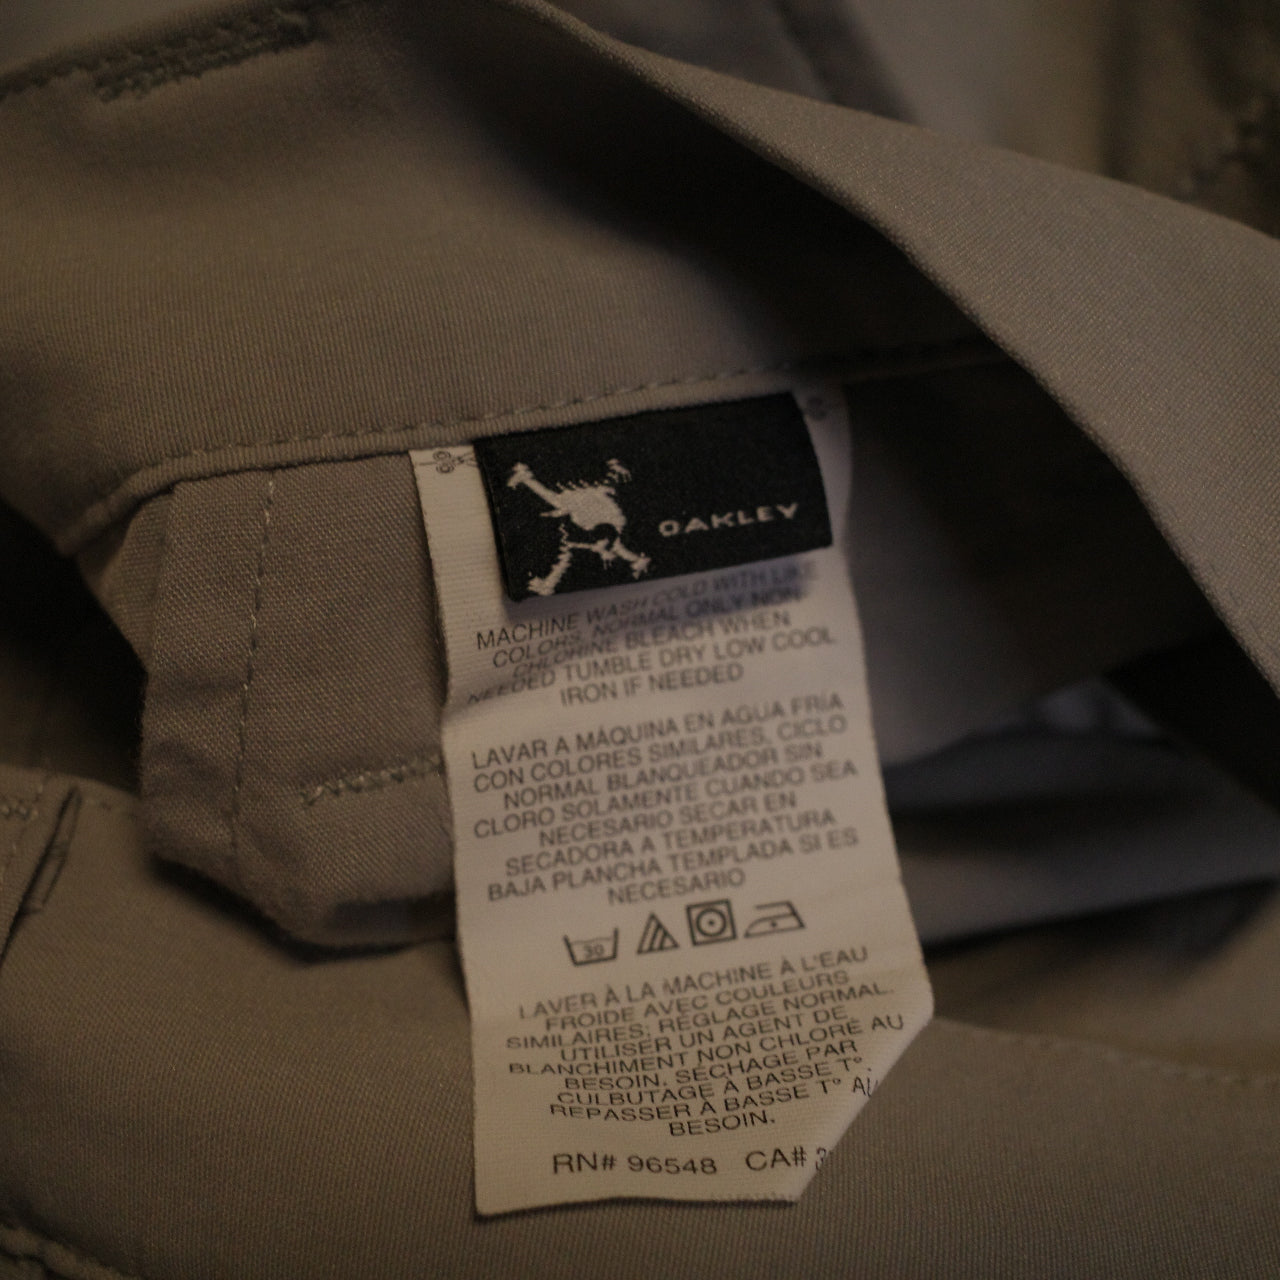 OAKLEY
MACHINE WASH COLD WITH LIKE
COLORS, NORMAL ONLY NON-
CHLORINE BLEACH WHEN
NEEDED TUMBLE DRY LOW COOL
IRON IF NEEDED
LAVAR A MÁQUINA EN AGUA FRÍA
CON COLORES SIMILARES, CICLO
NORMAL BLANQUEADOR SIN
CLORO SOLAMENTE CUANDO SEA
NECESARIO SECAR EN
SECADORA A TEMPERATURA
BAJA PLANCHA TEMPLADA SI ES
NECESARIO
30
LAVER À LA MACHINE À L'EAU
FROIDE AVEC COULEURS
SIMILAIRES; RÉGLAGE NORMAL.
UTILISER UN AGENT DE
BLANCHIMENT NON CHLORÉ AU
BESOIN. SÉCHAGE PAR
CULBUTAGE À BASSE T°.
REPASSER À BASSE T° AU
BESOIN.
RN# 96548 CA#